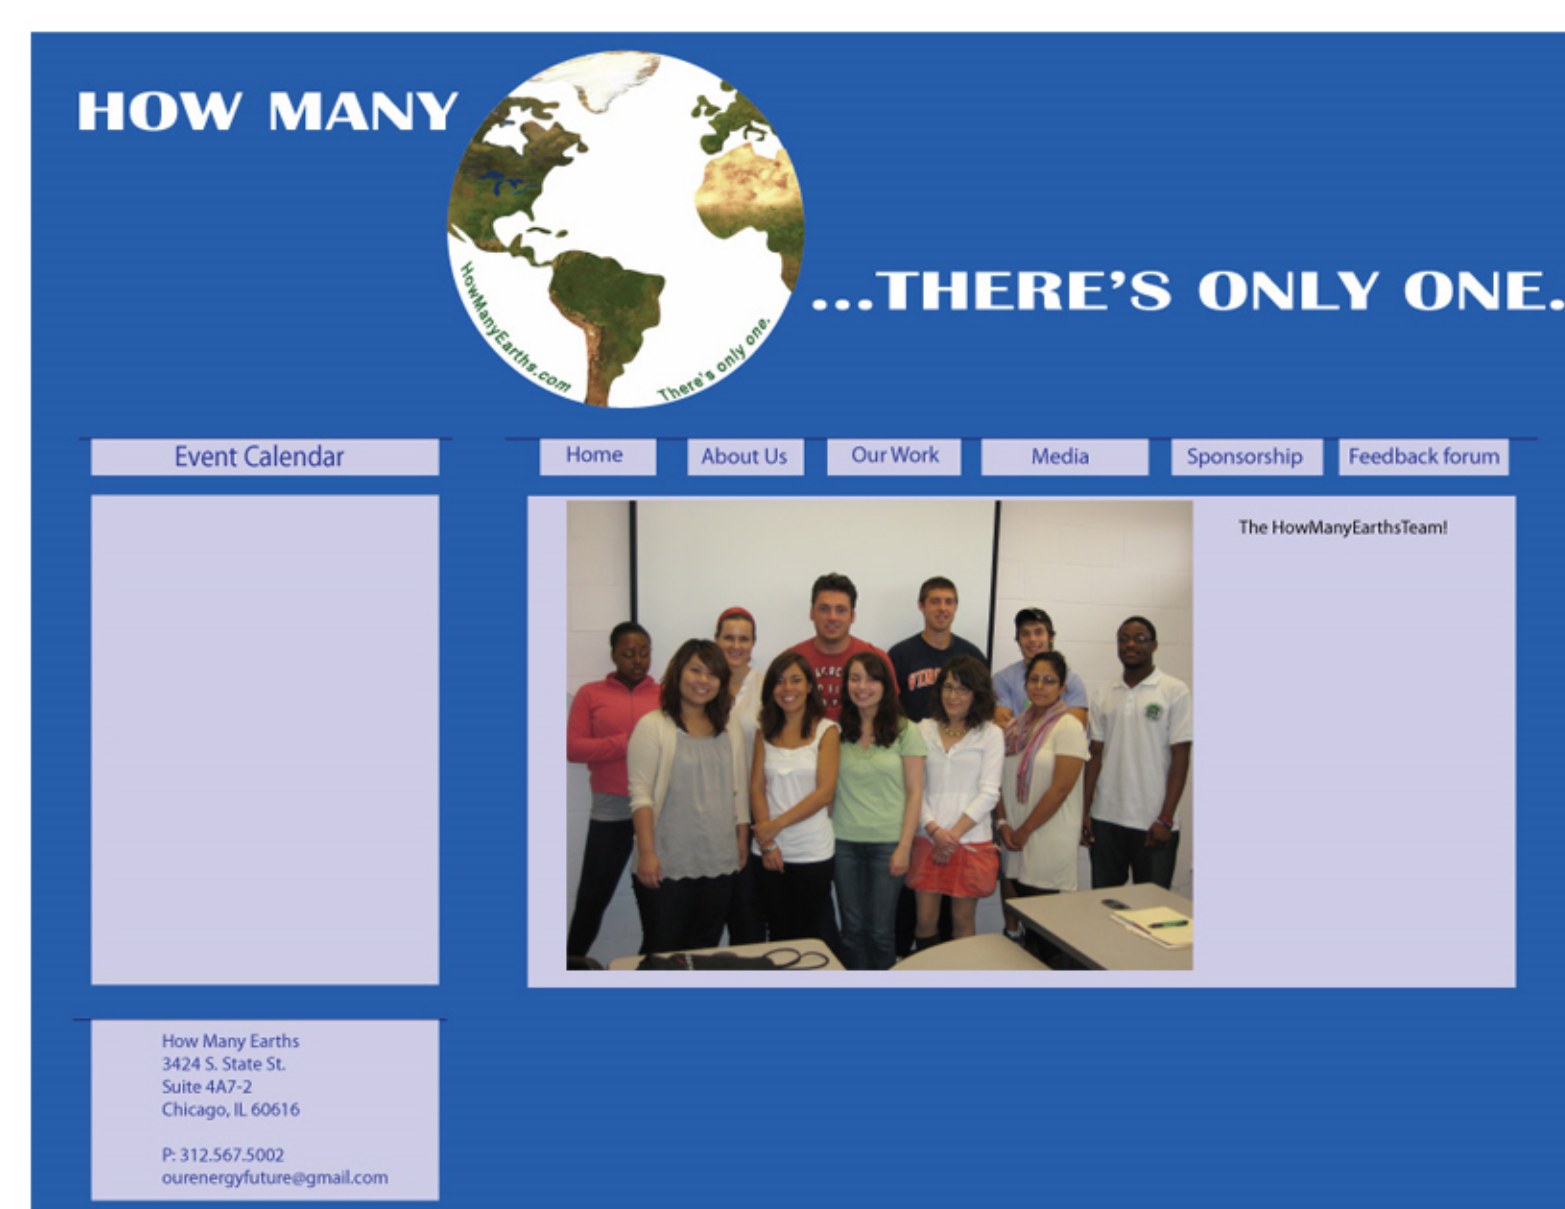 HOW MANY
HowManyEarths.com
There's only one.
...THERE'S ONLY ONE.
Event Calendar
Home
About Us
Our Work
Media
Sponsorship
Feedback forum
The HowManyEarthsTeam!
How Many Earths
3424 S. State St.
Suite 4A7-2
Chicago, IL 60616
P: 312.567.5002
ourenergyfuture@gmail.com